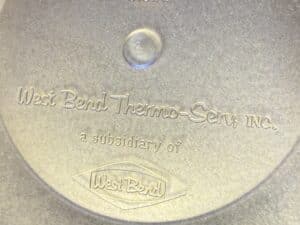 West Bend Thermo-Serv, INC.
a subsidiary of
West Bend